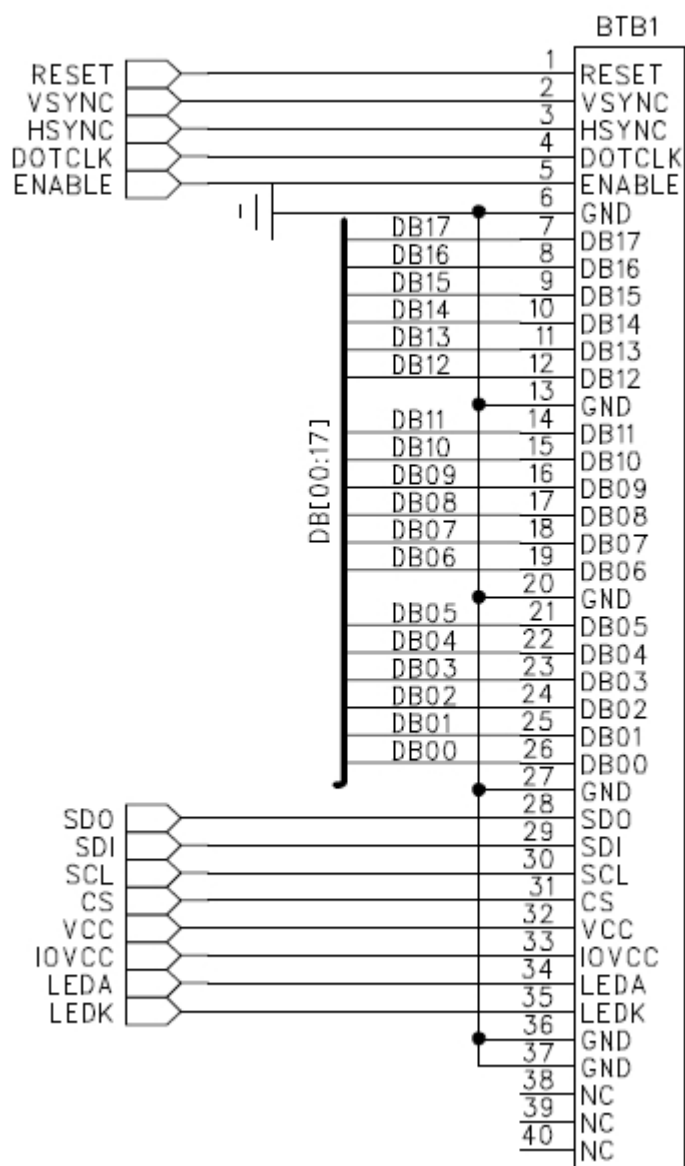 BTB1
RESET 1 RESET
VSYNC 2 VSYNC
HSYNC 3 HSYNC
DOTCLK 4 DOTCLK
ENABLE 5 ENABLE
6 GND
DB17 7 DB17
DB16 8 DB16
DB15 9 DB15
DB14 10 DB14
DB13 11 DB13
DB12 12 DB12
13 GND
DB11 14 DB11
DB10 15 DB10
DB09 16 DB09
DB08 17 DB08
DB07 18 DB07
DB06 19 DB06
20 GND
DB05 21 DB05
DB04 22 DB04
DB03 23 DB03
DB02 24 DB02
DB01 25 DB01
DB00 26 DB00
27 GND
DB[00:17]
SDO 28 SDO
SDI 29 SDI
SCL 30 SCL
CS 31 CS
VCC 32 VCC
IOVCC 33 IOVCC
LEDA 34 LEDA
LEDK 35 LEDK
36 GND
37 GND
38 NC
39 NC
40 NC